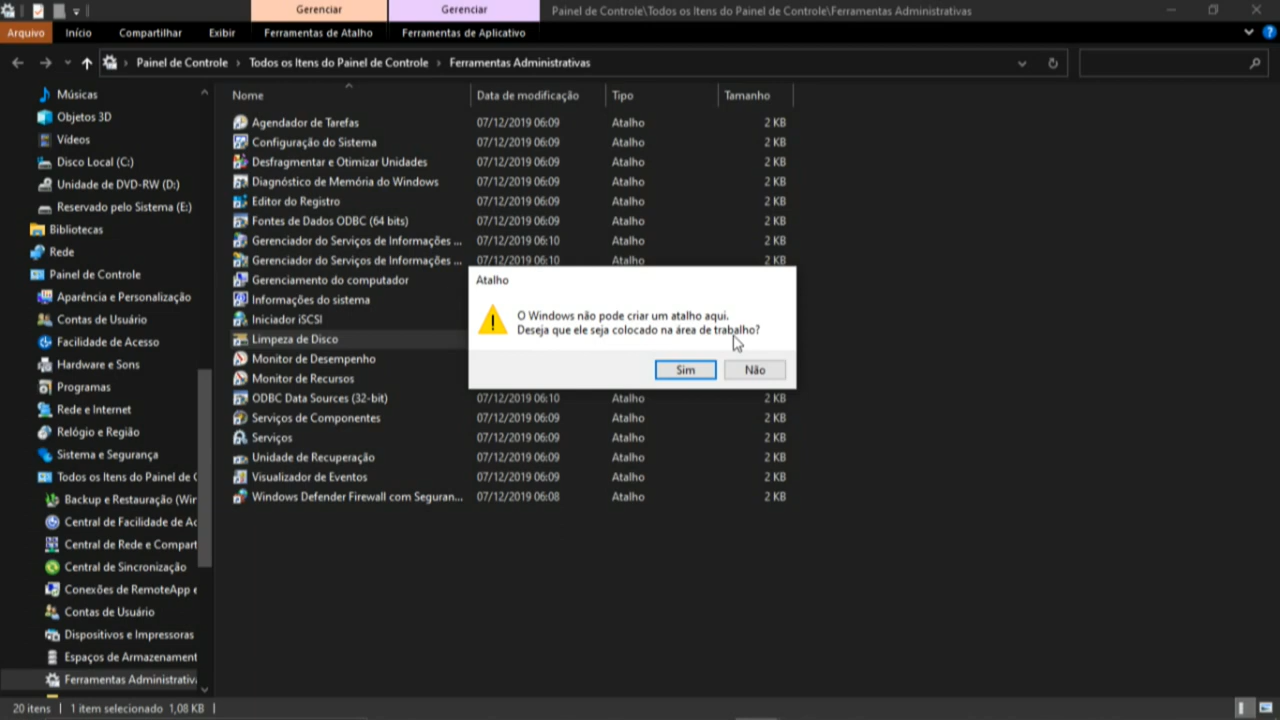 Gerenciar
Gerenciar
Painel de Controle\Todos os Itens do Painel de Controle\Ferramentas Administrativas
Arquivo
Início
Compartilhar
Exibir
Ferramentas de Atalho
Ferramentas de Aplicativo
Painel de Controle
Todos os Itens do Painel de Controle
Ferramentas Administrativas
Músicas
Objetos 3D
Vídeos
Disco Local (C:)
Unidade de DVD-RW (D:)
Reservado pelo Sistema (E:)
Bibliotecas
Rede
Painel de Controle
Aparência e Personalização
Contas de Usuário
Facilidade de Acesso
Hardware e Sons
Programas
Rede e Internet
Relógio e Região
Sistema e Segurança
Todos os Itens do Painel de C
Backup e Restauração (Wir
Central de Facilidade de Ac
Central de Rede e Compart
Central de Sincronização
Conexões de RemoteApp e
Contas de Usuário
Dispositivos e Impressoras
Espaços de Armazenament
Ferramentas Administrativ
Nome Data de modificação Tipo Tamanho
Agendador de Tarefas 07/12/2019 06:09 Atalho 2 KB
Configuração do Sistema 07/12/2019 06:09 Atalho 2 KB
Desfragmentar e Otimizar Unidades 07/12/2019 06:09 Atalho 2 KB
Diagnóstico de Memória do Windows 07/12/2019 06:09 Atalho 2 KB
Editor do Registro 07/12/2019 06:09 Atalho 2 KB
Fontes de Dados ODBC (64 bits) 07/12/2019 06:09 Atalho 2 KB
Gerenciador do Serviços de Informações ... 07/12/2019 06:10 Atalho 2 KB
Gerenciador do Serviços de Informações ... 07/12/2019 06:10 Atalho 2 KB
Gerenciamento do computador
Informações do sistema
Iniciador iSCSI
Limpeza de Disco
Monitor de Desempenho
Monitor de Recursos
ODBC Data Sources (32-bit) 07/12/2019 06:10 Atalho 2 KB
Serviços de Componentes 07/12/2019 06:09 Atalho 2 KB
Serviços 07/12/2019 06:09 Atalho 2 KB
Unidade de Recuperação 07/12/2019 06:09 Atalho 2 KB
Visualizador de Eventos 07/12/2019 06:09 Atalho 2 KB
Windows Defender Firewall com Seguran... 07/12/2019 06:08 Atalho 2 KB
Atalho
O Windows não pode criar um atalho aqui.
Deseja que ele seja colocado na área de trabalho?
Sim
Não
20 itens
1 item selecionado 1,08 KB